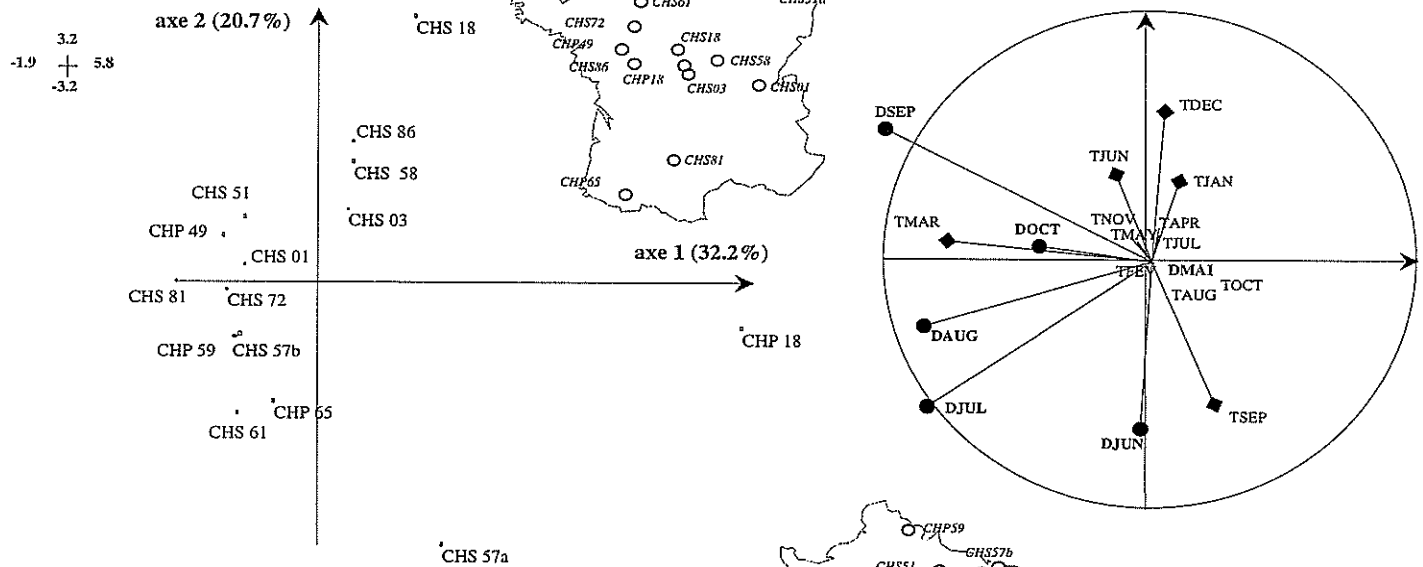 axe 2 (20.7%)
3.2
-1.9 5.8
-3.2
CHS 18
CHS 86
CHS 58
CHS 51
CHS 03
CHP 49
CHS 01
axe 1 (32.2%)
CHS 81
CHS 72
CHP 59
CHS 57b
CHP 18
CHP 65
CHS 61
CHS 57a
CHS61
CHS72
CHP49
CHS18
CHS86
CHS58
CHP18
CHS03
CHS01
CHS81
CHP65
DSEP
TDEC
TJUN
TJAN
TMAR
DOCT
TNOV
TAPR
TMAY
TJUL
TFEV
DMAI
TOCT
TAUG
DAUG
DJUL
TSEP
DJUN
CHP59
CHS57b
CHS51